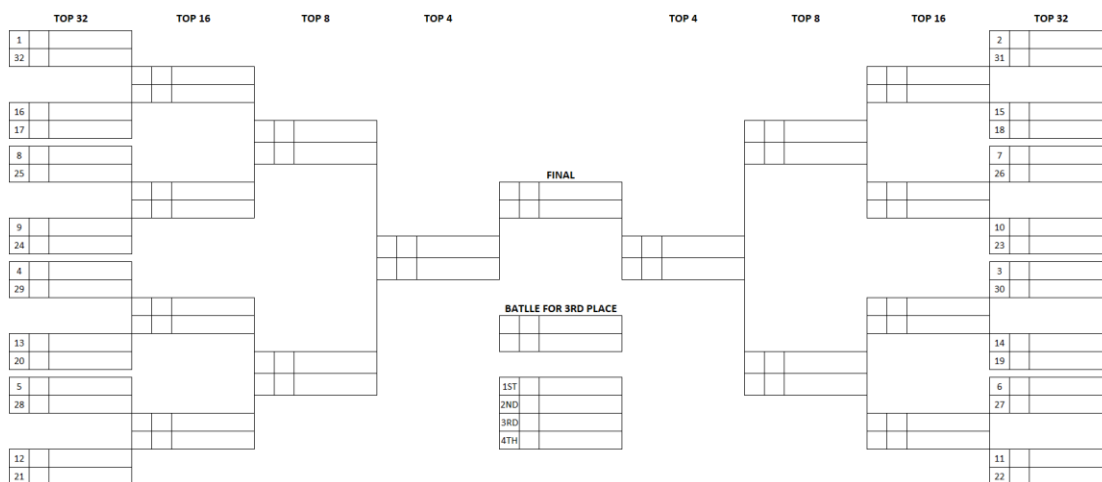 TOP 32 TOP 16 TOP 8 TOP 4 TOP 4 TOP 8 TOP 16 TOP 32
1 2
32 31
16 15
17 18
8 7
25 26
FINAL
9 10
24 23
4 3
29 30
BATLLE FOR 3RD PLACE
13 14
20 19
5 1ST 6
28 2ND 27
3RD
4TH
12 11
21 22